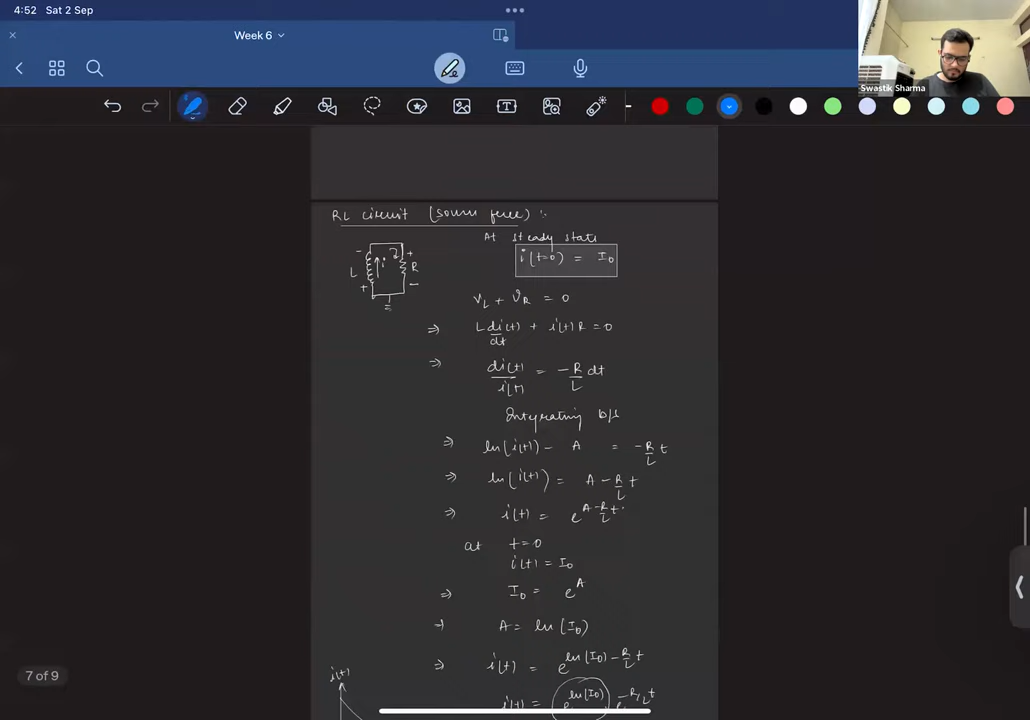 4:52 Sat 2 Sep
Week 6
Swastik Sharma
RL circuit (source free) :-
At steady state
i(t=0) = I₀
- +
L i R
+ -
v_L + v_R = 0
⇒ L di(t)/dt + i(t) R = 0
⇒ di(t)/i(t) = -R/L dt
Integrating b/s
⇒ ln(i(t)) - A = -R/L t
⇒ ln(i(t)) = A - R/L t
⇒ i(t) = e^(A - R/L t)
at t=0
i(t) = I₀
⇒ I₀ = e^A
⇒ A = ln(I₀)
⇒ i(t) = e^(ln(I₀) - R/L t)
i(t) = e^(ln(I₀)) . e^(-R/L t)
i(t)
7 of 9